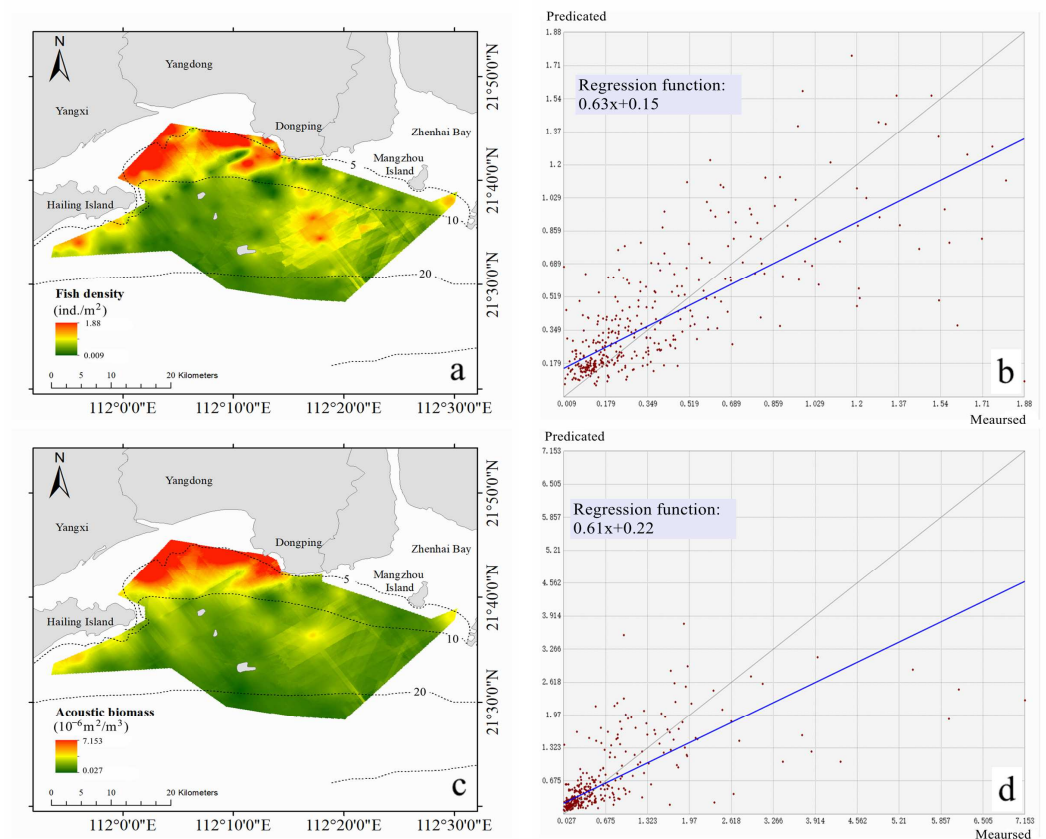 N
Yangdong
Yangxi
Dongping
Zhenhai Bay
Mangzhou
Island
Hailing Island
5
10
20
Fish density
(ind./m²)
1.88
0.009
0 5 10 20 Kilometers
a
21°50'0"N
21°40'0"N
21°30'0"N
112°0'0"E 112°10'0"E 112°20'0"E 112°30'0"E
Predicated
1.88
1.71
1.54
1.37
1.2
1.029
0.859
0.689
0.519
0.349
0.179
Regression function:
0.63x+0.15
b
0.009 0.179 0.349 0.519 0.689 0.859 1.029 1.2 1.37 1.54 1.71 1.88
Meaursed
N
Yangdong
Yangxi
Dongping
Zhenhai Bay
Mangzhou
Island
Hailing Island
5
10
20
Acoustic biomass
(10⁻⁶m²/m³)
7.153
0.027
0 5 10 20 Kilometers
c
21°50'0"N
21°40'0"N
21°30'0"N
112°0'0"E 112°10'0"E 112°20'0"E 112°30'0"E
Predicated
7.153
6.505
5.857
5.21
4.562
3.914
3.266
2.618
1.97
1.323
0.675
Regression function:
0.61x+0.22
d
0.027 0.675 1.323 1.97 2.618 3.266 3.914 4.562 5.21 5.857 6.505 7.153
Meaursed